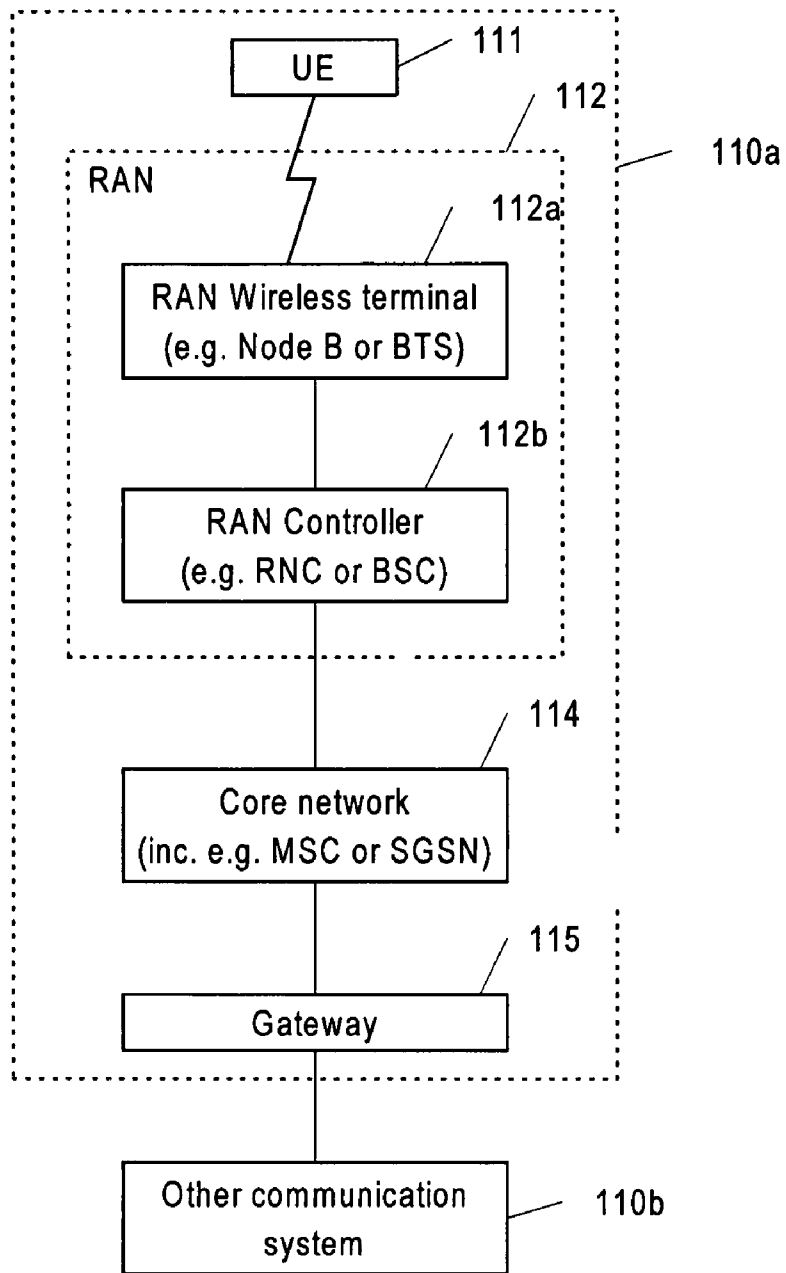 111
UE
112
110a
RAN
112a
RAN Wireless terminal
(e.g. Node B or BTS)
112b
RAN Controller
(e.g. RNC or BSC)
114
Core network
(inc. e.g. MSC or SGSN)
115
Gateway
Other communication
system
110b